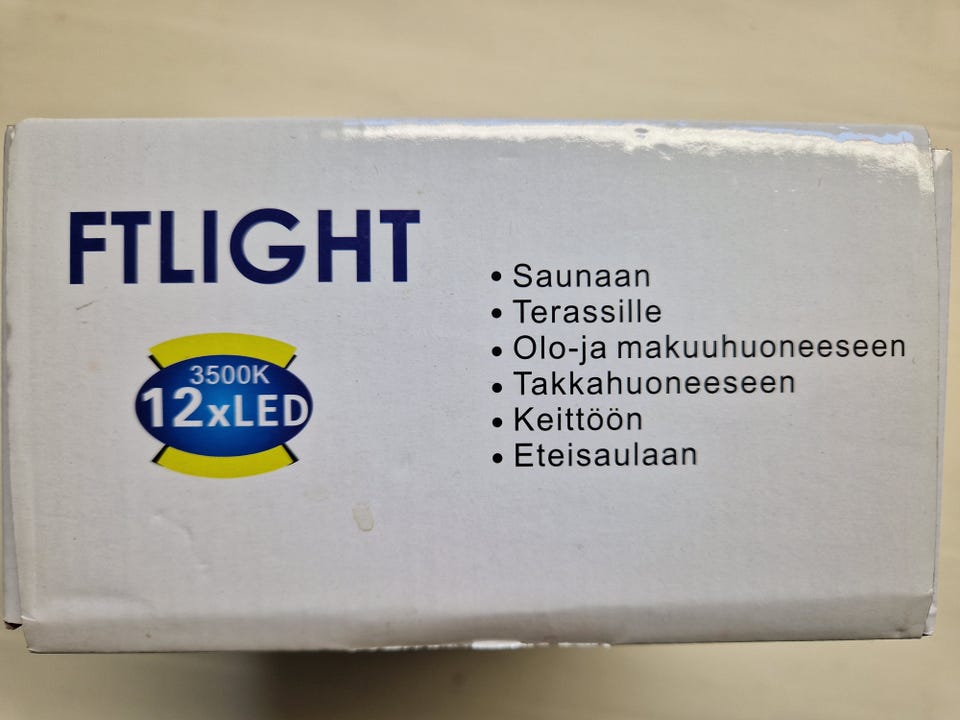 FTLIGHT
3500K
12xLED
• Saunaan
• Terassille
• Olo-ja makuuhuoneeseen
• Takkahuoneeseen
• Keittöön
• Eteisaulaan